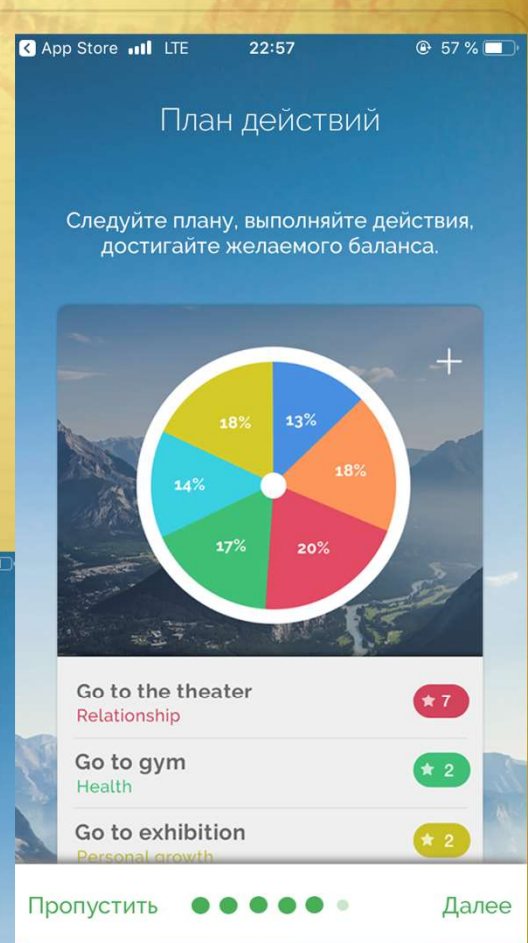 App Store LTE 22:57 57 %
План действий
Следуйте плану, выполняйте действия,
достигайте желаемого баланса.
18% 13%
14% 18%
17% 20%
Go to the theater 7
Relationship
Go to gym 2
Health
Go to exhibition 2
Personal growth
Пропустить Далее